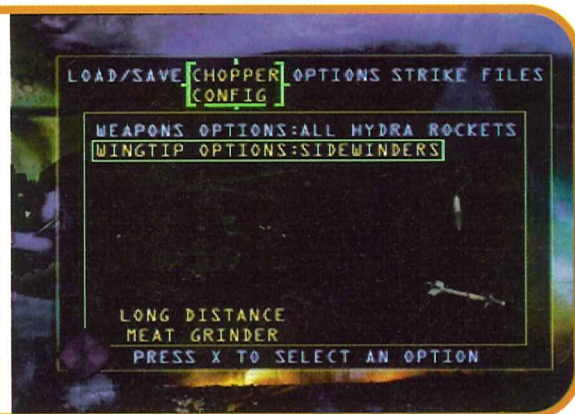 LOAD/SAVE CHOPPER OPTIONS STRIKE FILES
CONFIG
WEAPONS OPTIONS:ALL HYDRA ROCKETS
WINGTIP OPTIONS:SIDEWINDERS
LONG DISTANCE
MEAT GRINDER
PRESS X TO SELECT AN OPTION